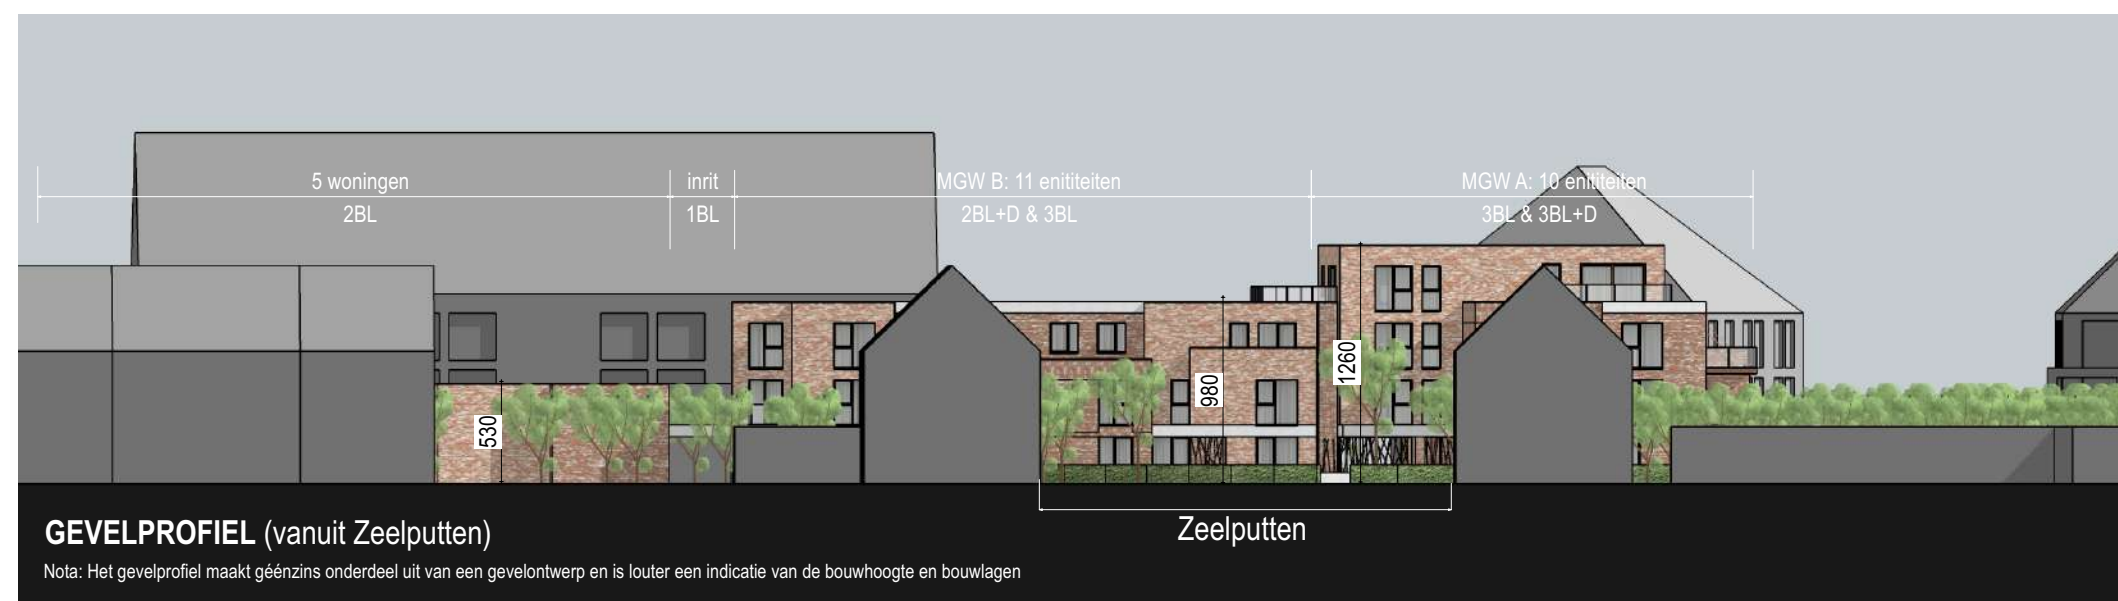 5 woningen
inrit
MGW B: 11 enititeiten
MGW A: 10 enititeiten
2BL
1BL
2BL+D & 3BL
3BL & 3BL+D
530
980
1260
Zeelputten
GEVELPROFIEL (vanuit Zeelputten)
Nota: Het gevelprofiel maakt géénzins onderdeel uit van een gevelontwerp en is louter een indicatie van de bouwhoogte en bouwlagen